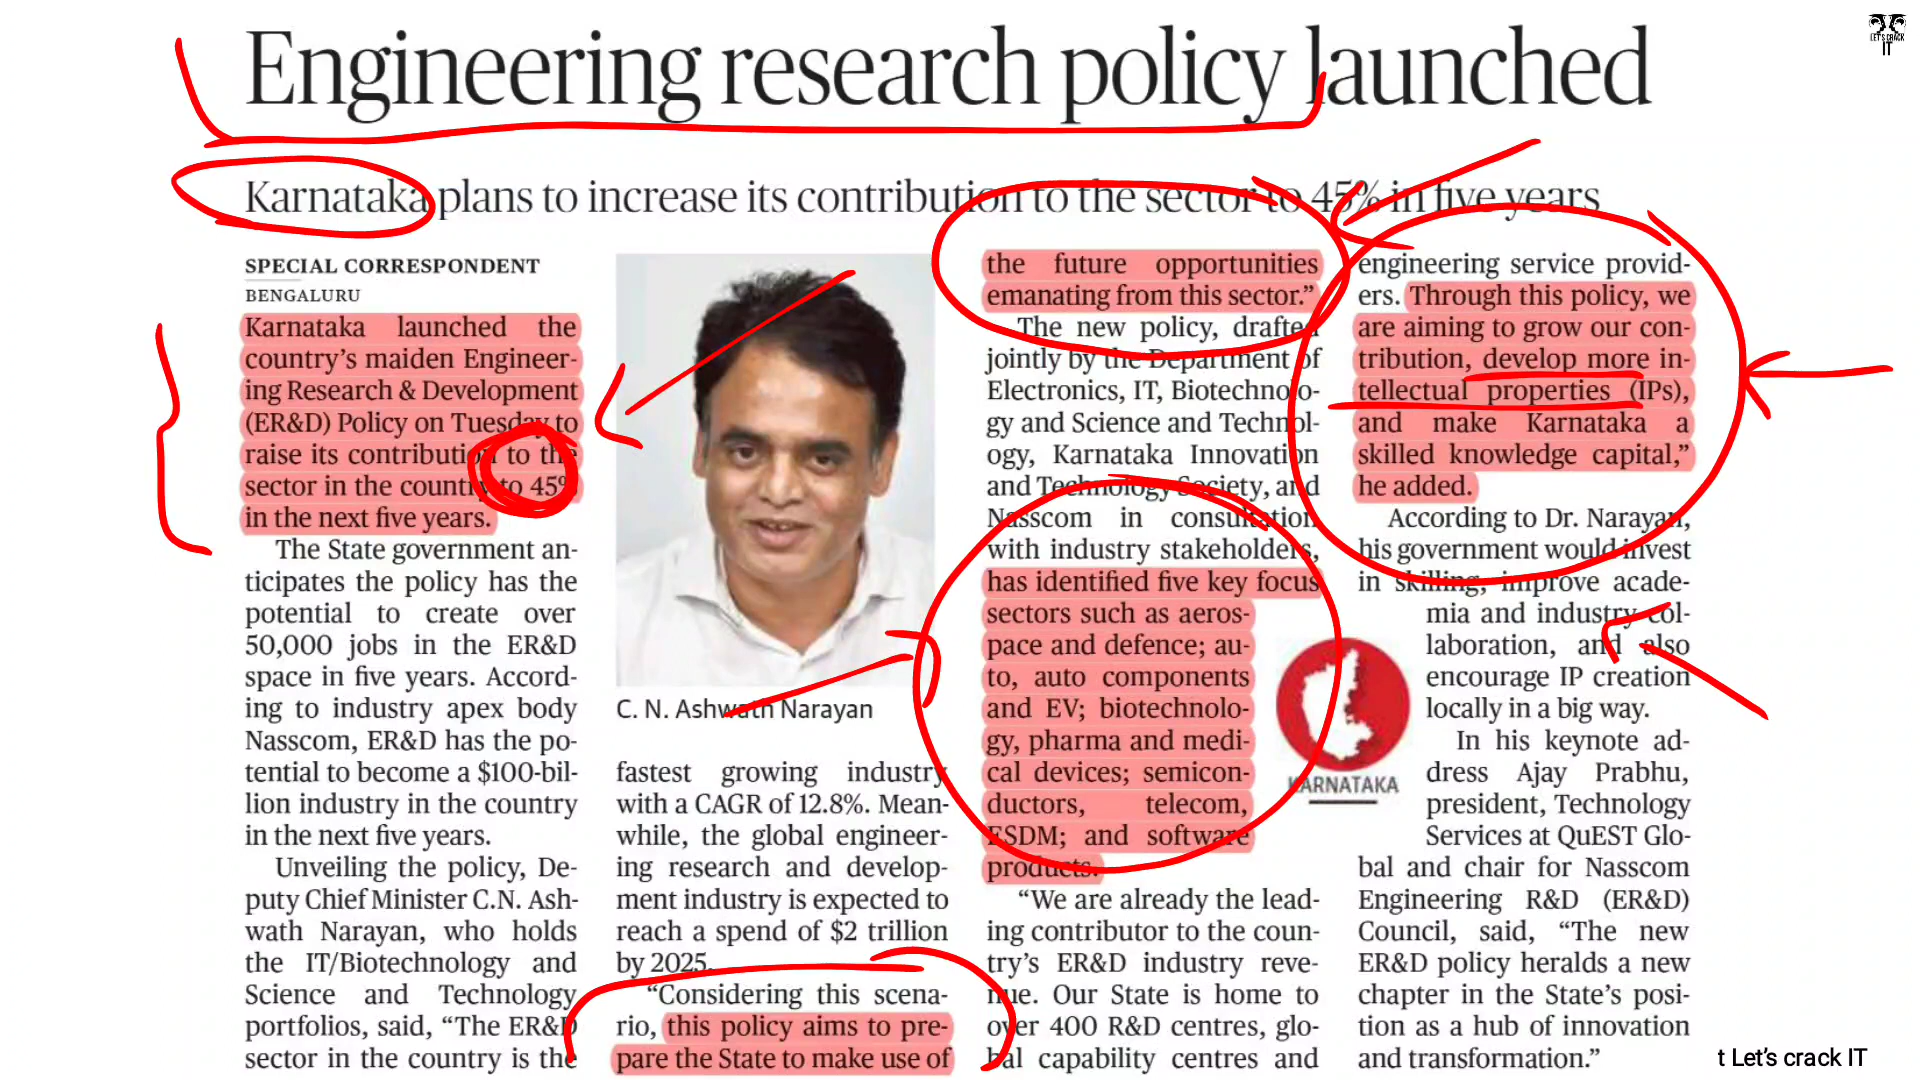 Engineering research policy launched
LET'S CRACK
IT
Karnataka plans to increase its contribution to the sector to 45% in five years
SPECIAL CORRESPONDENT
BENGALURU
Karnataka launched the
country's maiden Engineer-
ing Research & Development
(ER&D) Policy on Tuesday to
raise its contribution to the
sector in the country to 45%
in the next five years.
The State government an-
ticipates the policy has the
potential to create over
50,000 jobs in the ER&D
space in five years. Accord-
ing to industry apex body
Nasscom, ER&D has the po-
tential to become a $100-bil-
lion industry in the country
in the next five years.
Unveiling the policy, De-
puty Chief Minister C.N. Ash-
wath Narayan, who holds
the IT/Biotechnology and
Science and Technology
portfolios, said, “The ER&D
sector in the country is the
C. N. Ashwath Narayan
fastest growing industry
with a CAGR of 12.8%. Mean-
while, the global engineer-
ing research and develop-
ment industry is expected to
reach a spend of $2 trillion
by 2025.
“Considering this scena-
rio, this policy aims to pre-
pare the State to make use of
the future opportunities
emanating from this sector.”
The new policy, drafted
jointly by the Department of
Electronics, IT, Biotechnolo-
gy and Science and Technol-
ogy, Karnataka Innovation
and Technology Society, and
Nasscom in consultation
with industry stakeholders,
has identified five key focus
sectors such as aeros-
pace and defence; au-
to, auto components
and EV; biotechnolo-
gy, pharma and medi-
cal devices; semicon-
ductors, telecom,
ESDM; and software
products.
“We are already the lead-
ing contributor to the coun-
try's ER&D industry reve-
nue. Our State is home to
over 400 R&D centres, glo-
bal capability centres and
KARNATAKA
engineering service provid-
ers. Through this policy, we
are aiming to grow our con-
tribution, develop more in-
tellectual properties (IPs),
and make Karnataka a
skilled knowledge capital,”
he added.
According to Dr. Narayan,
his government would invest
in skilling, improve acade-
mia and industry col-
laboration, and also
encourage IP creation
locally in a big way.
In his keynote ad-
dress Ajay Prabhu,
president, Technology
Services at QuEST Glo-
bal and chair for Nasscom
Engineering R&D (ER&D)
Council, said, “The new
ER&D policy heralds a new
chapter in the State's posi-
tion as a hub of innovation
and transformation.”
t Let's crack IT